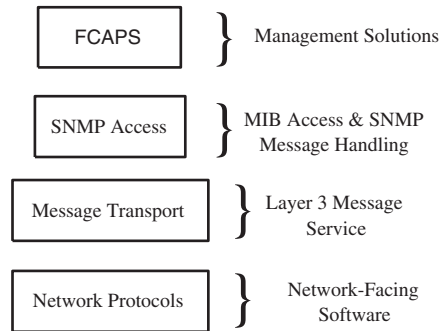 FCAPS
Management Solutions
SNMP Access
MIB Access & SNMP
Message Handling
Message Transport
Layer 3 Message
Service
Network Protocols
Network-Facing
Software